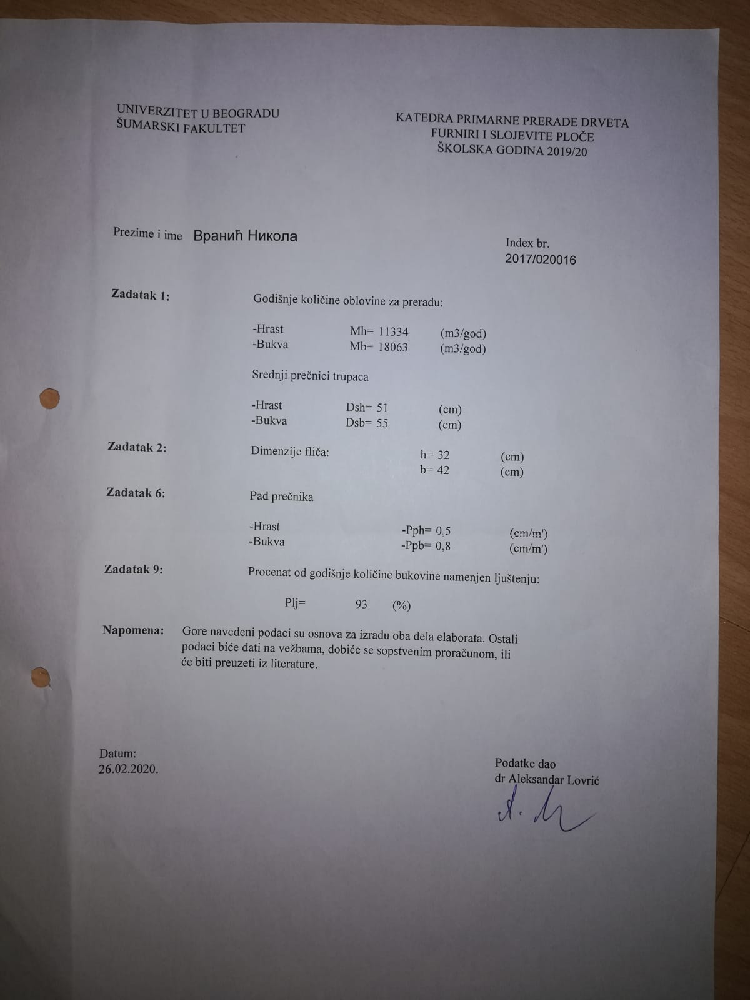 UNIVERZITET U BEOGRADU
ŠUMARSKI FAKULTET
KATEDRA PRIMARNE PRERADE DRVETA
FURNIRI I SLOJEVITE PLOČE
ŠKOLSKA GODINA 2019/20
Prezime i ime Вранић Никола
Index br.
2017/020016
Zadatak 1: Godišnje količine oblovine za preradu:
-Hrast Mh= 11334 (m3/god)
-Bukva Mb= 18063 (m3/god)
Srednji prečnici trupaca
-Hrast Dsh= 51 (cm)
-Bukva Dsb= 55 (cm)
Zadatak 2: Dimenzije fliča: h= 32 (cm)
b= 42 (cm)
Zadatak 6: Pad prečnika
-Hrast -Pph= 0,5 (cm/m')
-Bukva -Ppb= 0,8 (cm/m')
Zadatak 9: Procenat od godišnje količine bukovine namenjen ljuštenju:
Plj= 93 (%)
Napomena: Gore navedeni podaci su osnova za izradu oba dela elaborata. Ostali
podaci biće dati na vežbama, dobiće se sopstvenim proračunom, ili
će biti preuzeti iz literature.
Datum:
26.02.2020.
Podatke dao
dr Aleksandar Lovrić